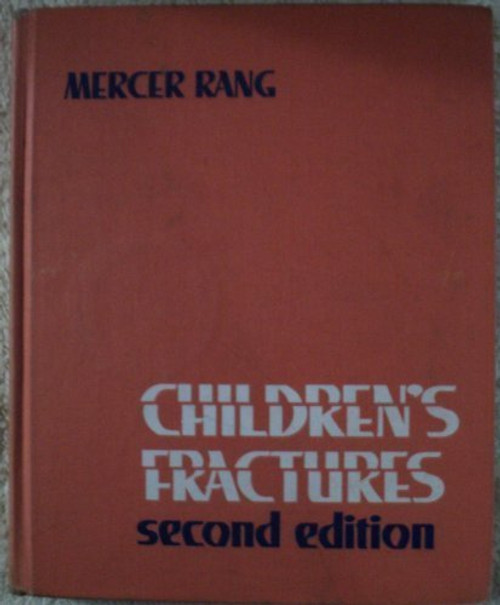 MERCER RANG
CHILDREN'S
FRACTURES
second edition